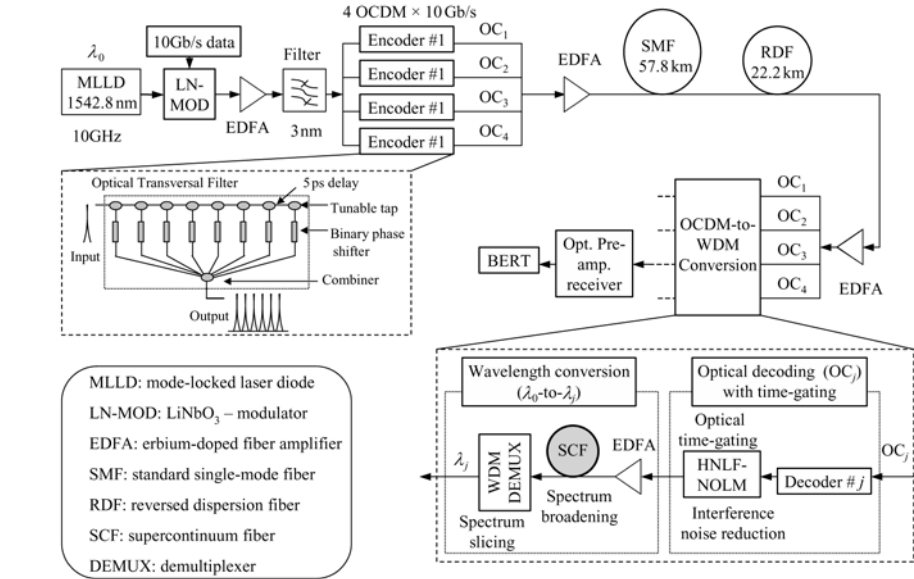 4 OCDM × 10 Gb/s
λ0
MLLD
1542.8 nm
10GHz
10Gb/s data
LN-
MOD
EDFA
Filter
3 nm
Encoder #1
Encoder #1
Encoder #1
Encoder #1
OC1
OC2
OC3
OC4
EDFA
SMF
57.8 km
RDF
22.2 km
Optical Transversal Filter
5 ps delay
Tunable tap
Binary phase
shifter
Input
Combiner
Output
BERT
Opt. Pre-
amp.
receiver
OCDM-to-
WDM
Conversion
OC1
OC2
OC3
OC4
EDFA
Wavelength conversion
(λ0-to-λj)
Optical decoding (OCj)
with time-gating
λj
WDM
DEMUX
Spectrum
slicing
SCF
Spectrum
broadening
EDFA
Optical
time-gating
HNLF-
NOLM
Interference
noise reduction
Decoder # j
OCj
MLLD: mode-locked laser diode
LN-MOD: LiNbO3 – modulator
EDFA: erbium-doped fiber amplifier
SMF: standard single-mode fiber
RDF: reversed dispersion fiber
SCF: supercontinuum fiber
DEMUX: demultiplexer